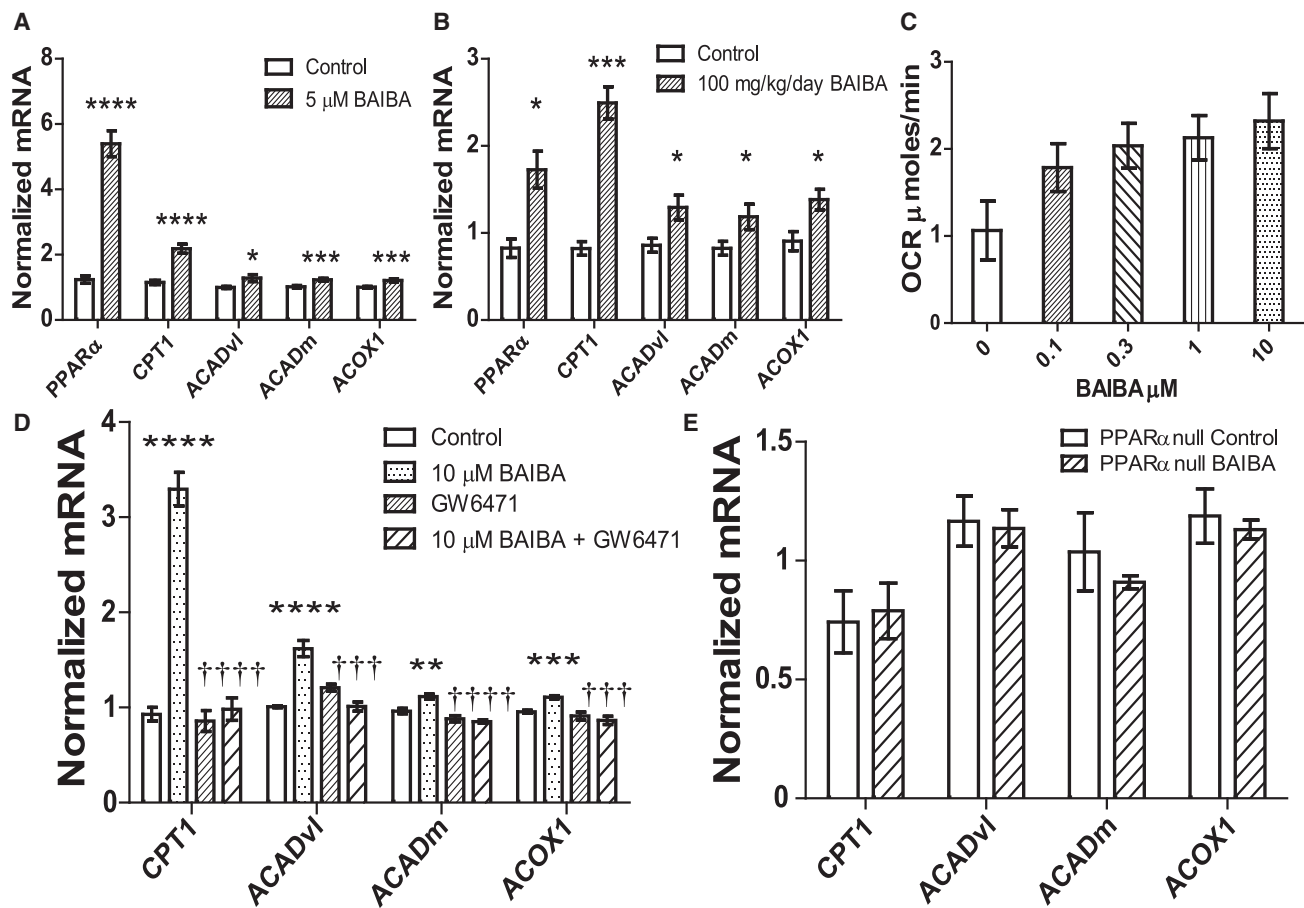 A
Normalized mRNA
8
6
4
2
0
Control
5 μM BAIBA
****
****
*
***
***
PPARα
CPT1
ACADvl
ACADm
ACOX1
B
Normalized mRNA
3
2
1
0
Control
100 mg/kg/day BAIBA
*
***
*
*
*
PPARα
CPT1
ACADvl
ACADm
ACOX1
C
OCR μ moles/min
3
2
1
0
0
0.1
0.3
1
10
BAIBA μM
D
Normalized mRNA
4
3
2
1
0
Control
10 μM BAIBA
GW6471
10 μM BAIBA + GW6471
****
††††
****
†††
**
††††
***
†††
CPT1
ACADvl
ACADm
ACOX1
E
Normalized mRNA
1.5
1
0.5
0
PPARα null Control
PPARα null BAIBA
CPT1
ACADvl
ACADm
ACOX1